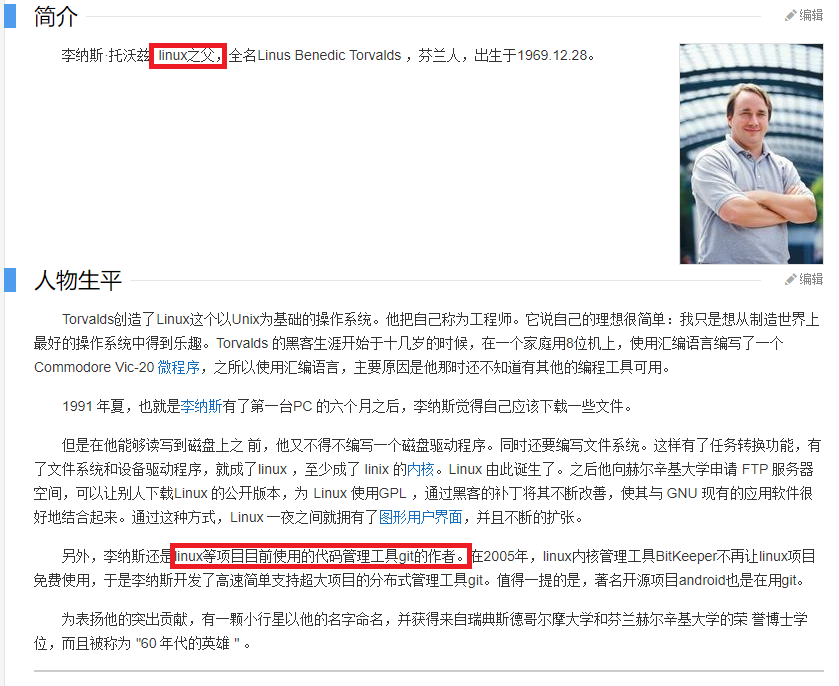 简介
编辑
李纳斯·托沃兹 linux之父，全名Linus Benedic Torvalds ，芬兰人，出生于1969.12.28。
人物生平
编辑
Torvalds创造了Linux这个以Unix为基础的操作系统。他把自己称为工程师。它说自己的理想很简单：我只是想从制造世界上
最好的操作系统中得到乐趣。Torvalds 的黑客生涯开始于十几岁的时候，在一个家庭用8位机上，使用汇编语言编写了一个
Commodore Vic-20 微程序，之所以使用汇编语言，主要原因是他那时还不知道有其他的编程工具可用。
1991 年夏，也就是李纳斯有了第一台PC 的六个月之后，李纳斯觉得自己应该下载一些文件。
但是在他能够读写到磁盘上之 前，他又不得不编写一个磁盘驱动程序。同时还要编写文件系统。这样有了任务转换功能，有
了文件系统和设备驱动程序，就成了linux ，至少成了 linix 的内核。Linux 由此诞生了。之后他向赫尔辛基大学申请 FTP 服务器
空间，可以让别人下载Linux 的公开版本，为 Linux 使用GPL ，通过黑客的补丁将其不断改善，使其与 GNU 现有的应用软件很
好地结合起来。通过这种方式，Linux 一夜之间就拥有了图形用户界面，并且不断的扩张。
另外，李纳斯还是linux等项目目前使用的代码管理工具git的作者。在2005年，linux内核管理工具BitKeeper不再让linux项目
免费使用，于是李纳斯开发了高速简单支持超大项目的分布式管理工具git。值得一提的是，著名开源项目android也是在用git。
为表扬他的突出贡献，有一颗小行星以他的名字命名，并获得来自瑞典斯德哥尔摩大学和芬兰赫尔辛基大学的荣 誉博士学
位，而且被称为 "60 年代的英雄 " 。